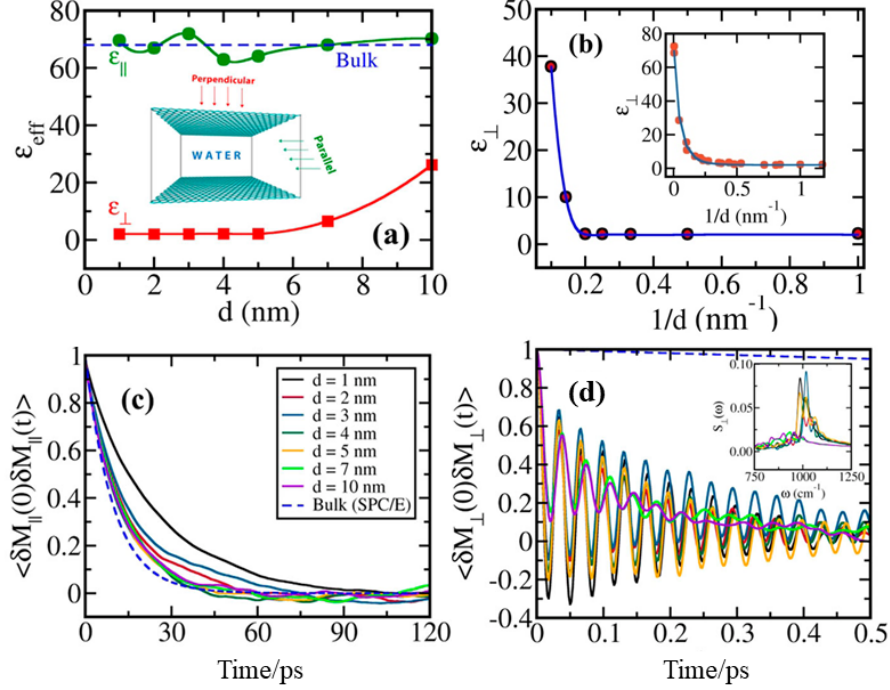 80
60
40
20
0
ε_eff
ε_||
ε_⊥
Bulk
Perpendicular
WATER
Parallel
(a)
0 2 4 6 8 10
d (nm)
50
40
30
20
10
0
ε_⊥
(b)
80
60
40
20
0
ε_⊥
0 0.5 1
1/d (nm⁻¹)
0.2 0.4 0.6 0.8 1
1/d (nm⁻¹)
1
0.8
0.6
0.4
0.2
0
<δM_||(0)δM_||(t)>
(c)
d = 1 nm
d = 2 nm
d = 3 nm
d = 4 nm
d = 5 nm
d = 7 nm
d = 10 nm
Bulk (SPC/E)
0 30 60 90 120
Time/ps
1
0.8
0.6
0.4
0.2
0
-0.2
-0.4
<δM_⊥(0)δM_⊥(t)>
(d)
0.10
0.05
0.00
S_⊥(ω)
750 1000 1250
ω (cm⁻¹)
0 0.1 0.2 0.3 0.4 0.5
Time/ps